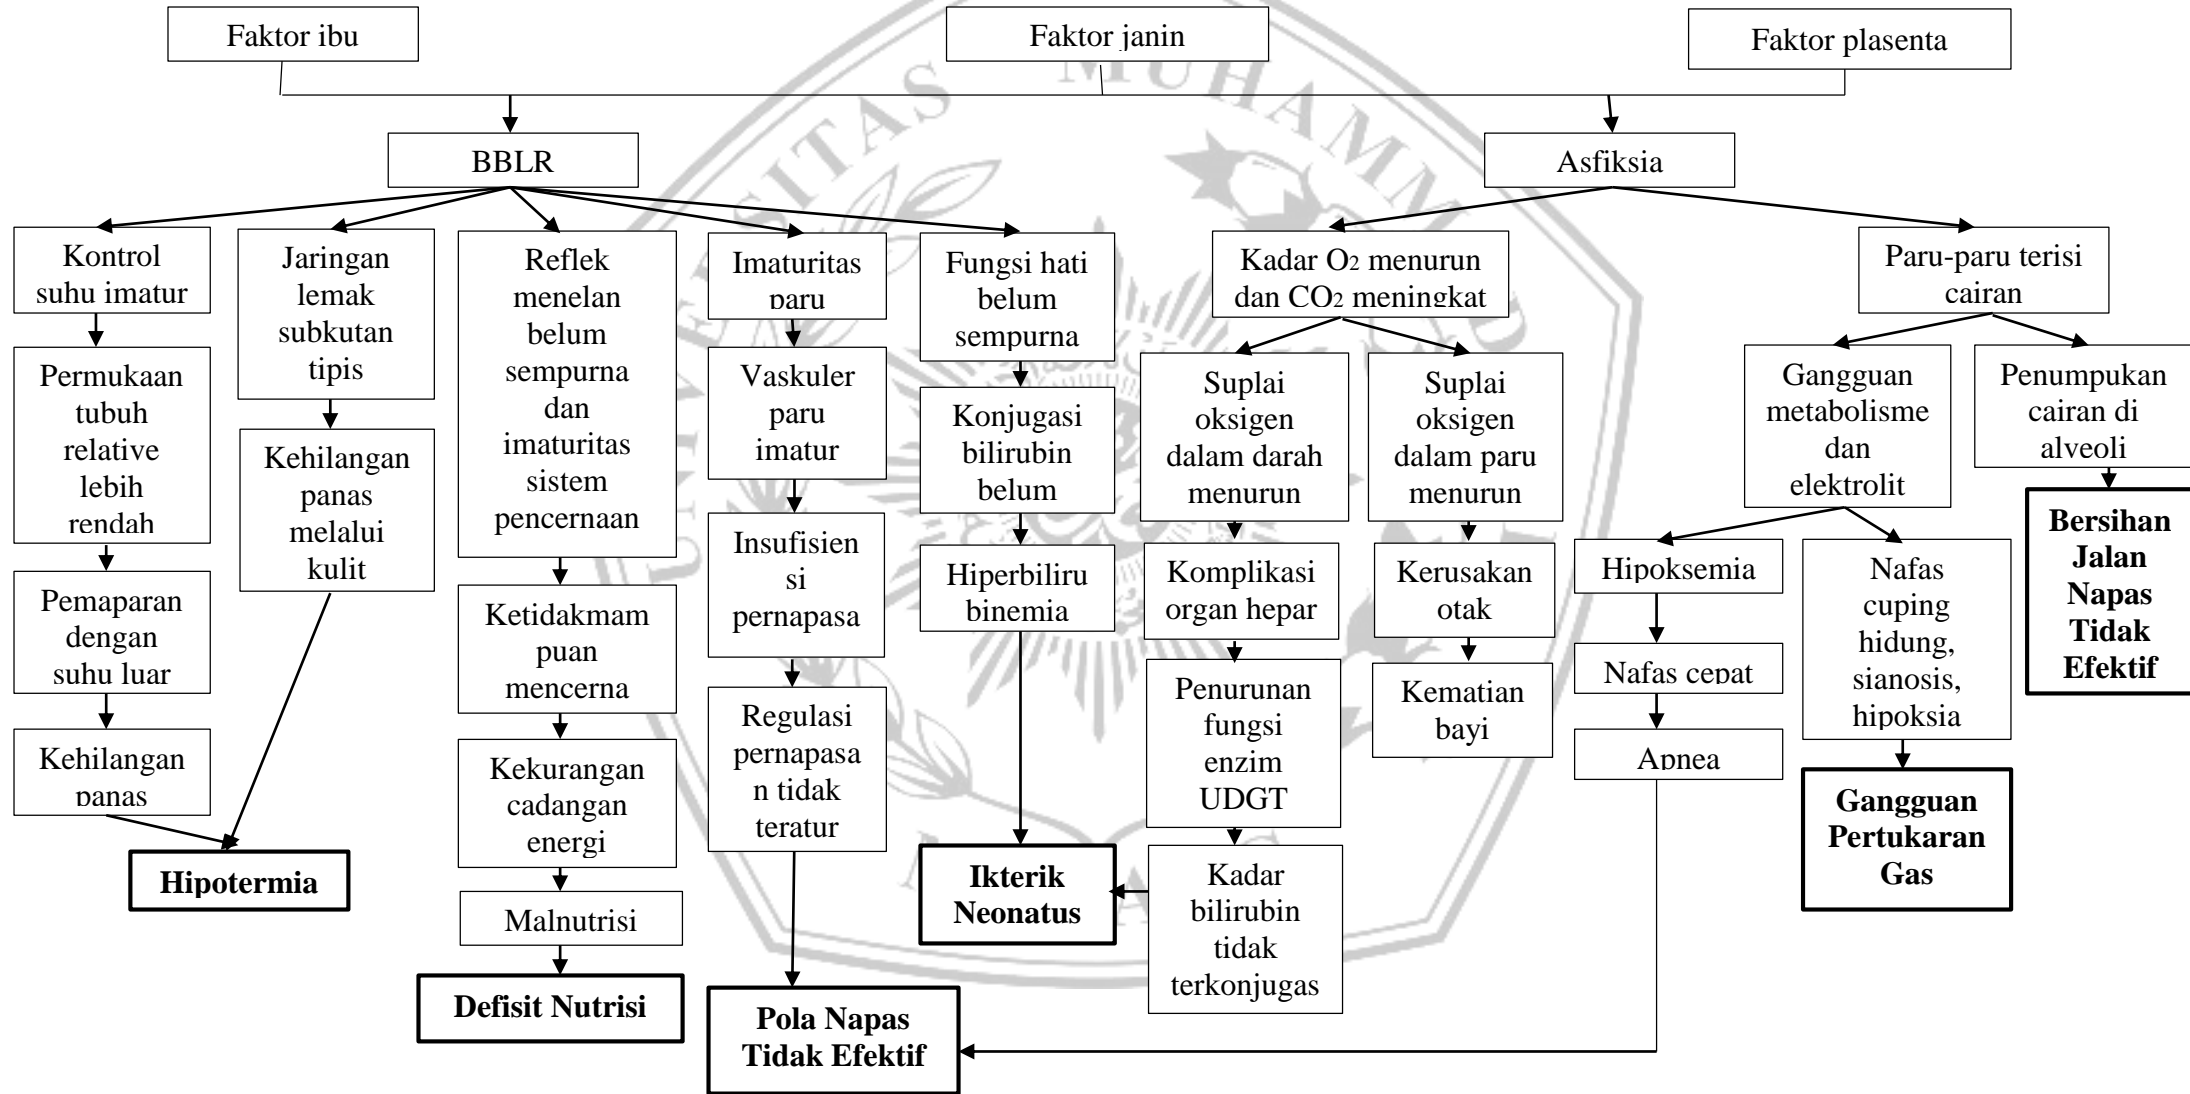 Faktor ibu
Faktor janin
Faktor plasenta
BBLR
Asfiksia
Kontrol
suhu imatur
Jaringan
lemak
subkutan
tipis
Reflek
menelan
belum
sempurna
dan
imaturitas
sistem
pencernaan
Imaturitas
paru
Fungsi hati
belum
sempurna
Kadar O2 menurun
dan CO2 meningkat
Paru-paru terisi
cairan
Permukaan
tubuh
relative
lebih
rendah
Kehilangan
panas
melalui
kulit
Vaskuler
paru
imatur
Konjugasi
bilirubin
belum
Suplai
oksigen
dalam darah
menurun
Suplai
oksigen
dalam paru
menurun
Gangguan
metabolisme
dan
elektrolit
Penumpukan
cairan di
alveoli
Pemaparan
dengan
suhu luar
Ketidakmam
puan
mencerna
Insufisien
si
pernapasa
Hiperbiliru
binemia
Komplikasi
organ hepar
Kerusakan
otak
Hipoksemia
Nafas
cuping
hidung,
sianosis,
hipoksia
Bersihan
Jalan
Napas
Tidak
Efektif
Kehilangan
panas
Kekurangan
cadangan
energi
Regulasi
pernapasa
n tidak
teratur
Penurunan
fungsi
enzim
UDGT
Kematian
bayi
Nafas cepat
Apnea
Gangguan
Pertukaran
Gas
Hipotermia
Malnutrisi
Ikterik
Neonatus
Kadar
bilirubin
tidak
terkonjugas
Defisit Nutrisi
Pola Napas
Tidak Efektif
MUHAMM